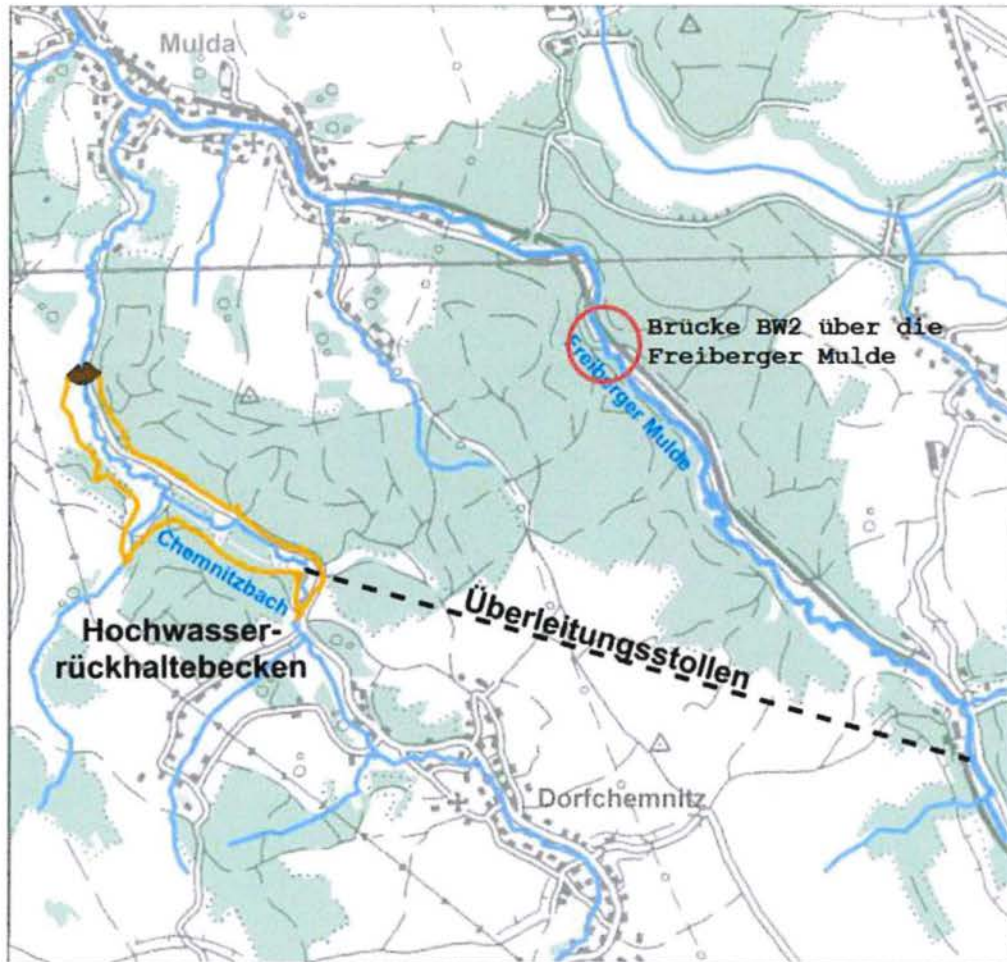 Mulda
Brücke BW2 über die
Freiberger Mulde
Freiberger Mulde
Chemnitzbach
Hochwasser-
rückhaltebecken
Überleitungsstollen
Dorfchemnitz